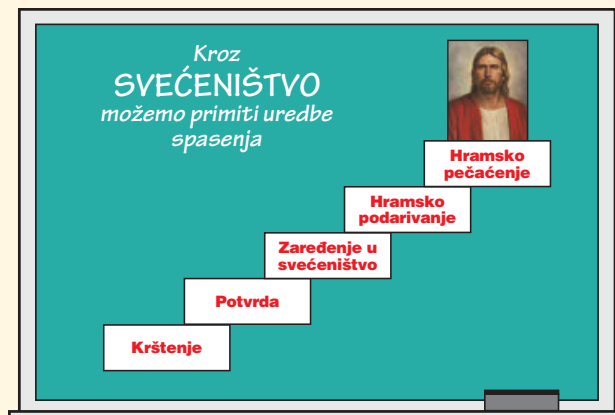 Kroz
SVEĆENIŠTVO
možemo primiti uredbe
spasenja
Hramsko
pečaćenje
Hramsko
podarivanje
Zaređenje u
svećeništvo
Potvrda
Krštenje